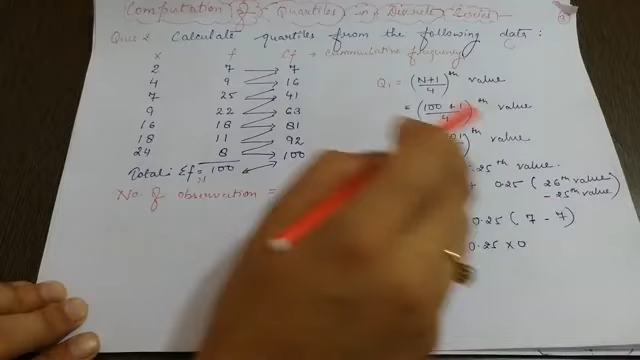 Computation of Quartiles in Discrete Series
Ques 2 Calculate quartiles from the following data :
x f cf → cummulative frequency
2 7 7
4 9 16
7 25 41
9 22 63
16 18 81
18 11 92
24 8 100
Total: Σf = 100
No. of observation =
Q1 = (N+1/4)th value
= (100 + 1/4)th value
th value
.25th value
0.25 (26th value - 25th value)
0.25 (7 - 7)
0.25 × 0